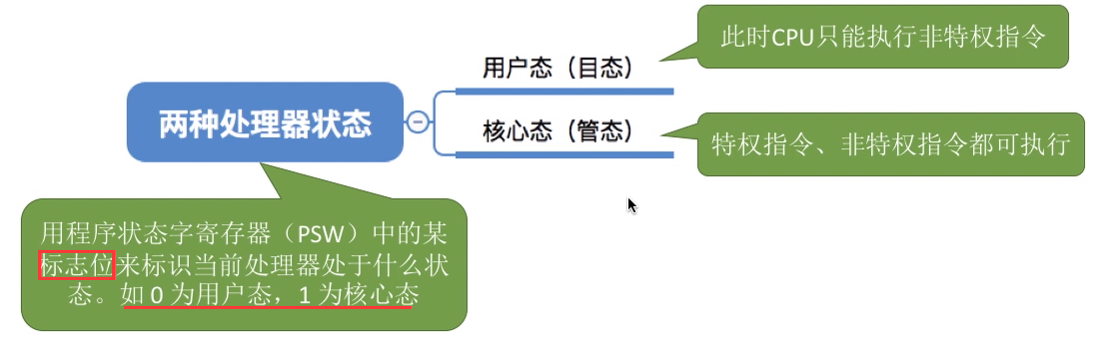 此时CPU只能执行非特权指令
用户态（目态）
两种处理器状态
核心态（管态）
特权指令、非特权指令都可执行
用程序状态字寄存器（PSW）中的某
标志位来标识当前处理器处于什么状
态。如 0 为用户态，1 为核心态